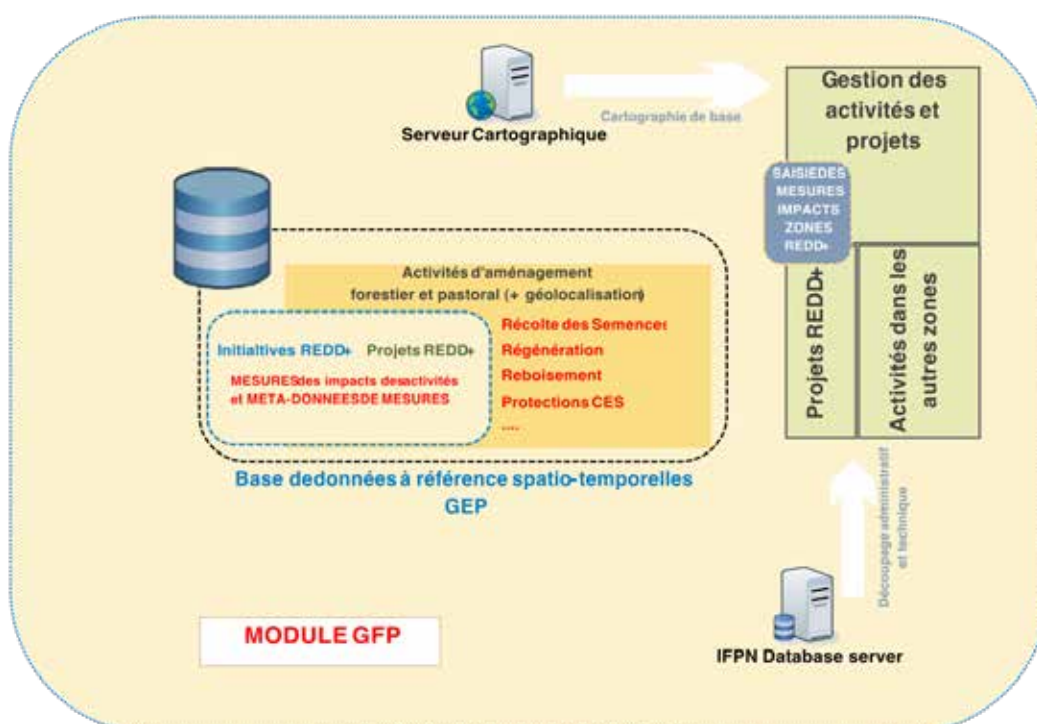 Serveur Cartographique
Cartographie de base
Gestion des
activités et
projets
SAISIEDES
MESURES
IMPACTS
ZONES
REDD+
Projets REDD+
Activités dans les
autres zones
Activités d'aménagement
forestier et pastoral (+ géolocalisation)
Initialtives REDD+
Projets REDD+
MESURESdes impacts desactivités
et META-DONNEESDE MESURES
Récolte des Semences
Régénération
Reboisement
Protections CES
....
Base dedonnées à référence spatio-temporelles
GEP
Découpage administratif
et technique
MODULE GFP
IFPN Database server